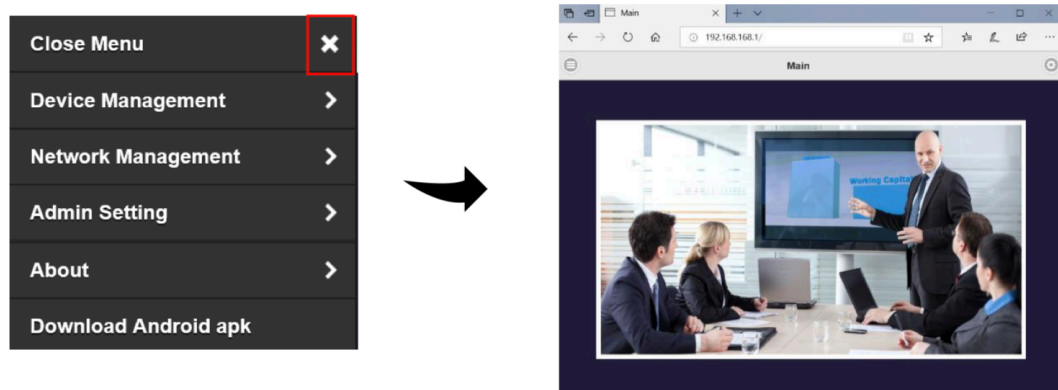 Close Menu
Device Management
Network Management
Admin Setting
About
Download Android apk
Main
192.168.168.1/
Main
Working Capital